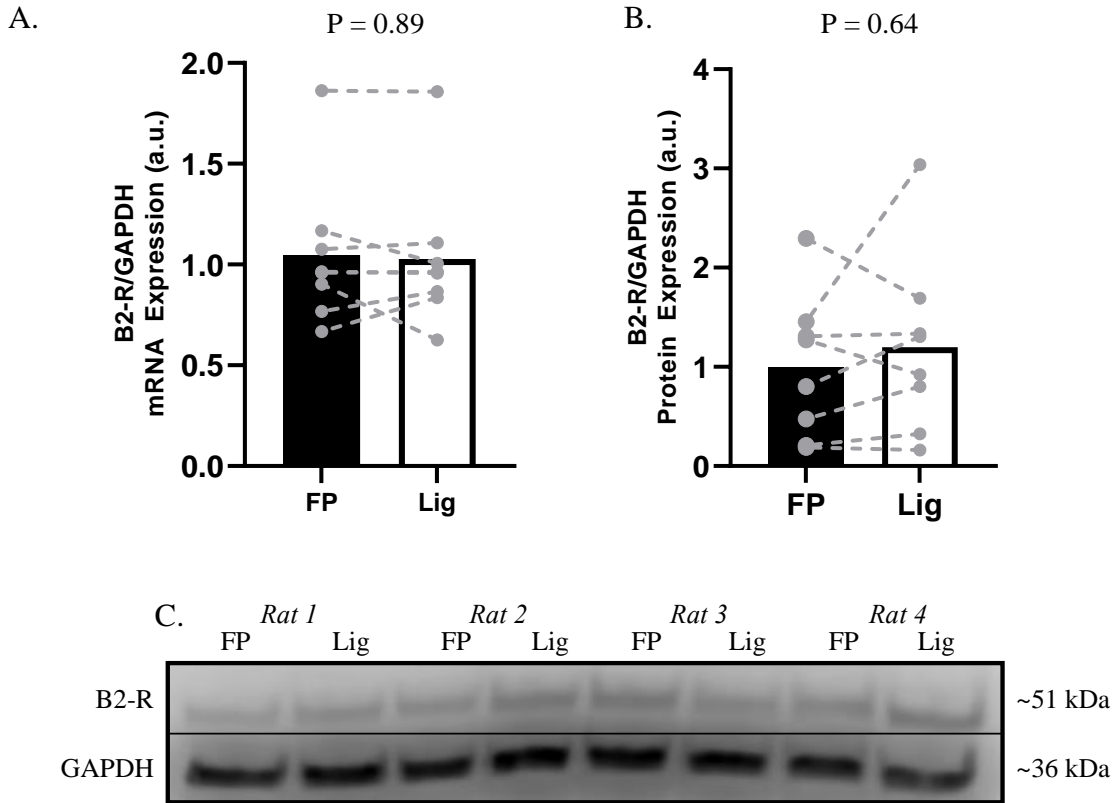 A.
P = 0.89
B2-R/GAPDH
mRNA Expression (a.u.)
2.0
1.5
1.0
0.5
0.0
FP Lig
B.
P = 0.64
B2-R/GAPDH
Protein Expression (a.u.)
4
3
2
1
0
FP Lig
C.
Rat 1 Rat 2 Rat 3 Rat 4
FP Lig FP Lig FP Lig FP Lig
B2-R ~51 kDa
GAPDH ~36 kDa